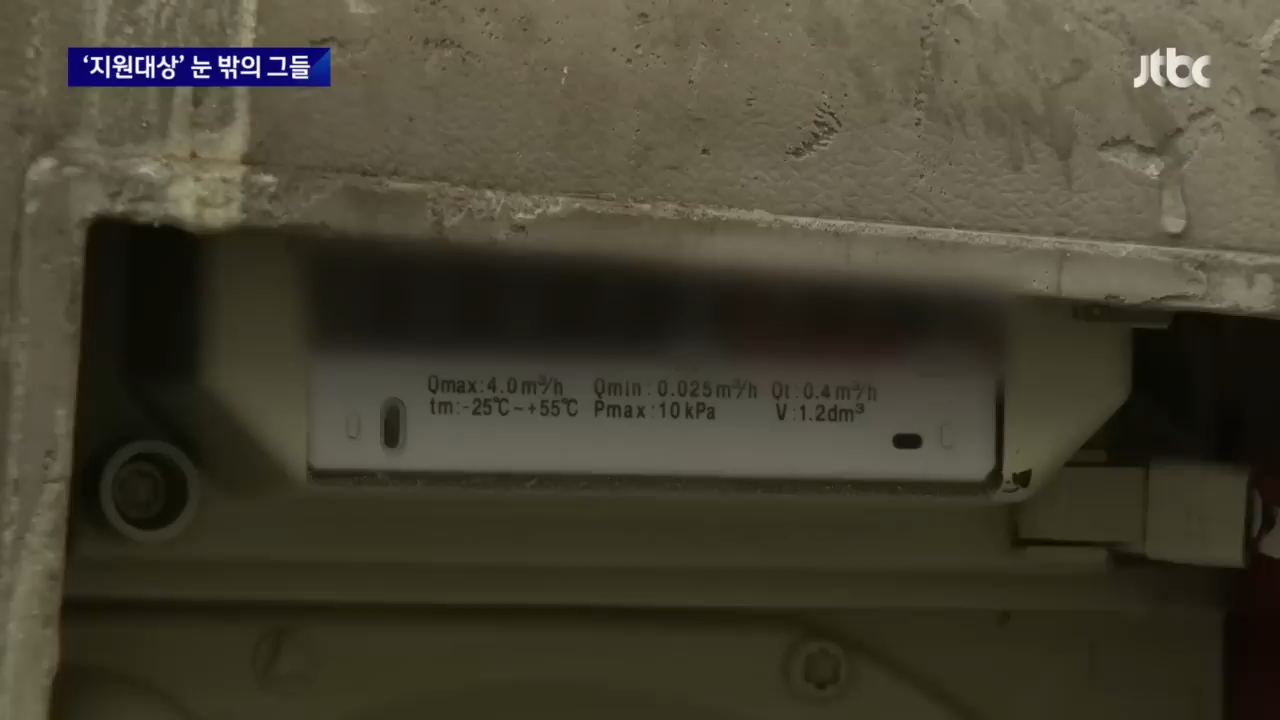 ‘지원대상’ 눈 밖의 그들
jtbc
Qmax:4.0m³/h Qmin:0.025m³/h Qt:0.4m³/h
tm:-25℃~+55℃ Pmax:10kPa V:1.2dm³